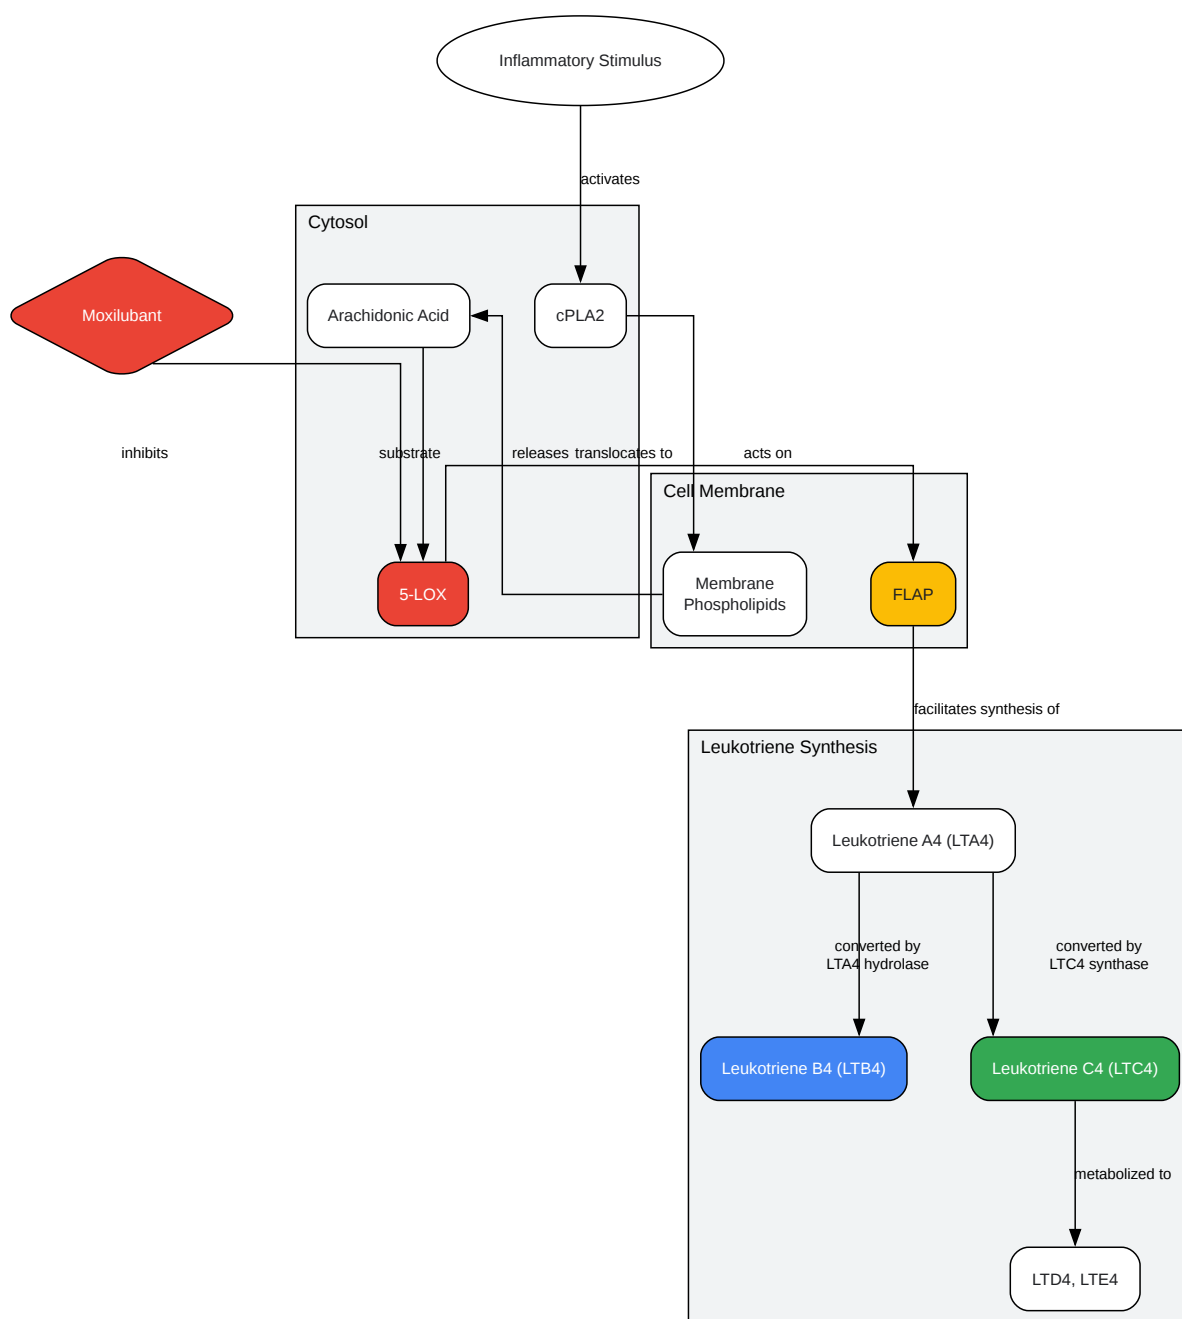 Inflammatory Stimulus
activates
Cytosol
Moxilubant
Arachidonic Acid
cPLA2
inhibits
substrate
releases
translocates to
acts on
Cell Membrane
5-LOX
Membrane
Phospholipids
FLAP
facilitates synthesis of
Leukotriene Synthesis
Leukotriene A4 (LTA4)
converted by
LTA4 hydrolase
converted by
LTC4 synthase
Leukotriene B4 (LTB4)
Leukotriene C4 (LTC4)
metabolized to
LTD4, LTE4